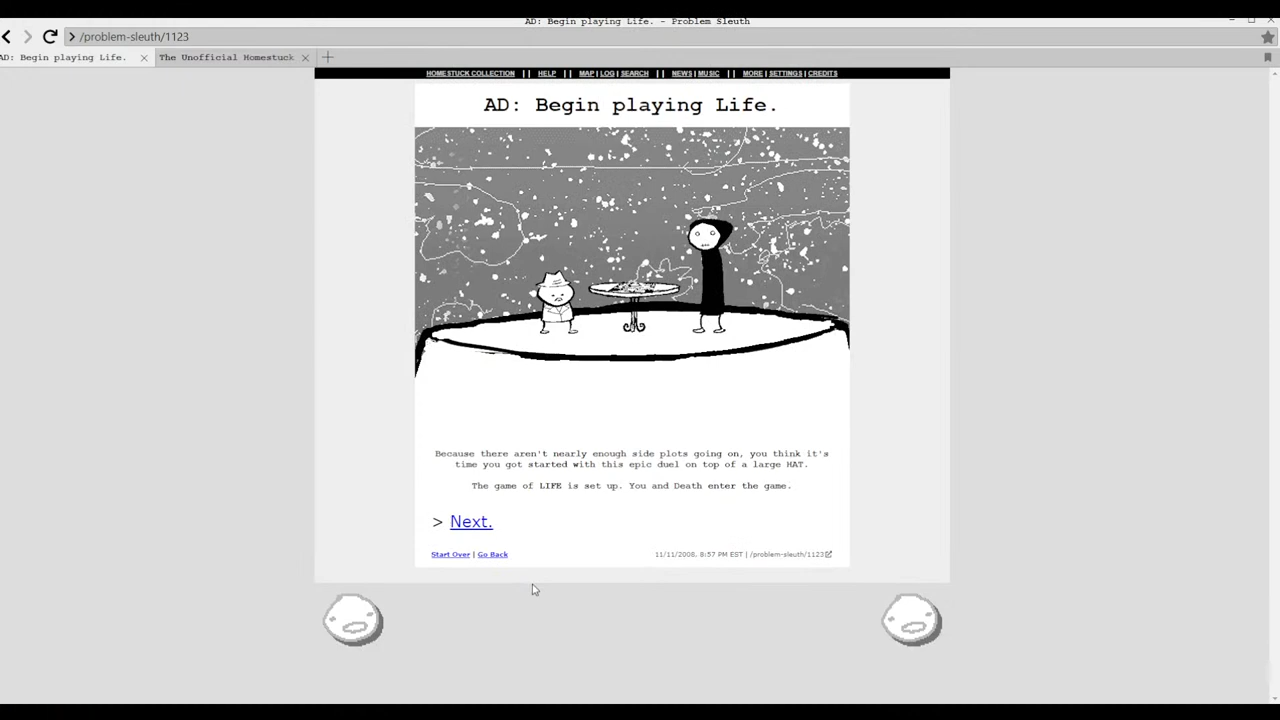 AD: Begin playing Life. - Problem Sleuth
/problem-sleuth/1123
AD: Begin playing Life. The Unofficial Homestuck
HOMESTUCK COLLECTION || HELP || MAP | LOG | SEARCH || NEWS | MUSIC || MORE | SETTINGS | CREDITS
AD: Begin playing Life.
Because there aren't nearly enough side plots going on, you think it's
time you got started with this epic duel on top of a large HAT.
The game of LIFE is set up. You and Death enter the game.
> Next.
Start Over | Go Back 11/11/2008, 8:57 PM EST | /problem-sleuth/1123